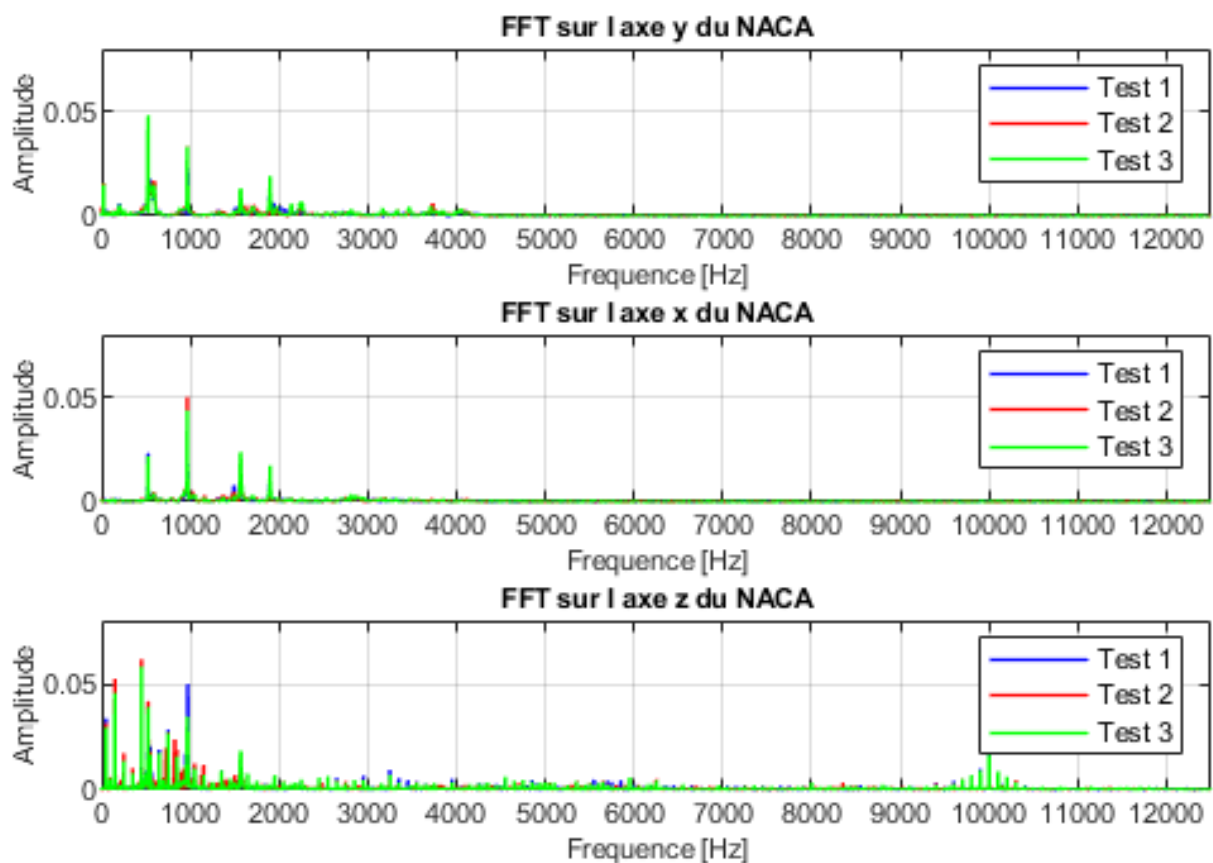 FFT sur l axe y du NACA
Amplitude
0.05
0
Test 1
Test 2
Test 3
0 1000 2000 3000 4000 5000 6000 7000 8000 9000 10000 11000 12000
Frequence [Hz]
FFT sur l axe x du NACA
Amplitude
0.05
0
Test 1
Test 2
Test 3
0 1000 2000 3000 4000 5000 6000 7000 8000 9000 10000 11000 12000
Frequence [Hz]
FFT sur l axe z du NACA
Amplitude
0.05
0
Test 1
Test 2
Test 3
0 1000 2000 3000 4000 5000 6000 7000 8000 9000 10000 11000 12000
Frequence [Hz]